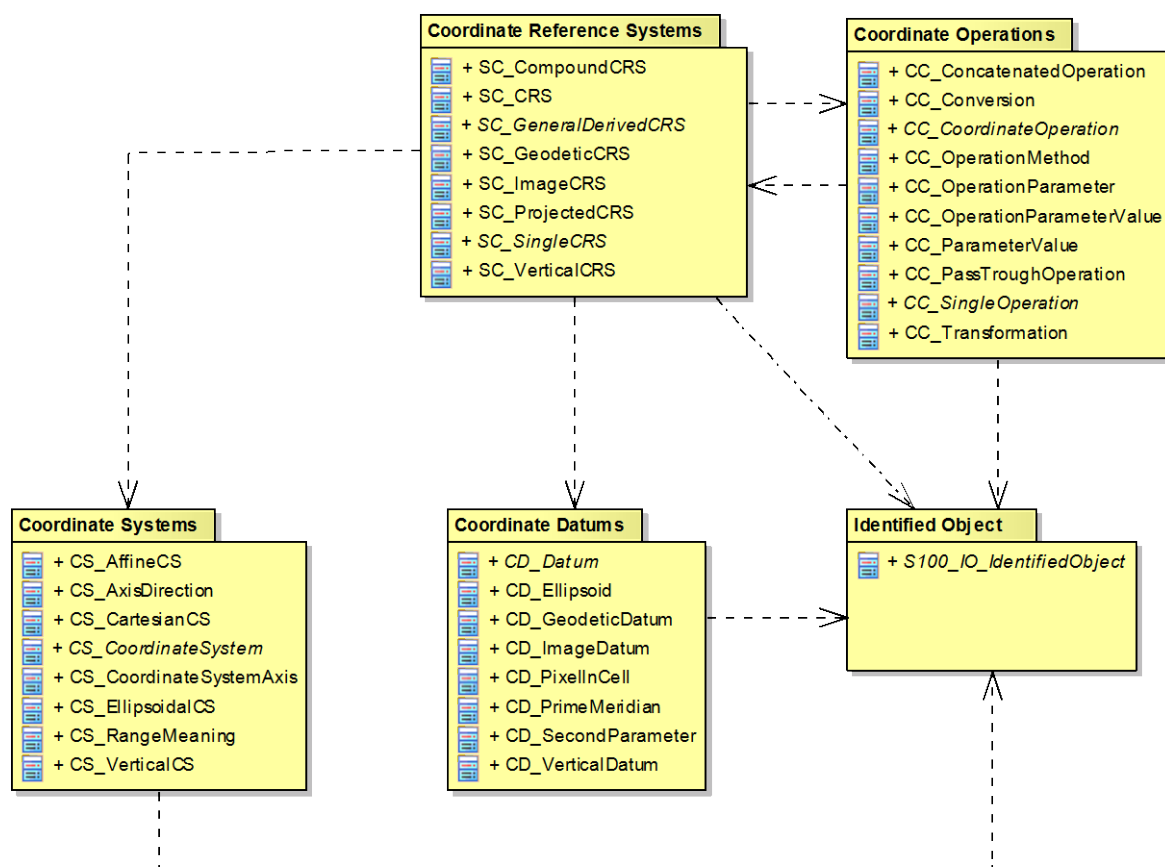 Coordinate Reference Systems
+ SC_CompoundCRS
+ SC_CRS
+ SC_GeneralDerivedCRS
+ SC_GeodeticCRS
+ SC_ImageCRS
+ SC_ProjectedCRS
+ SC_SingleCRS
+ SC_VerticalCRS
Coordinate Operations
+ CC_ConcatenatedOperation
+ CC_Conversion
+ CC_CoordinateOperation
+ CC_OperationMethod
+ CC_OperationParameter
+ CC_OperationParameterValue
+ CC_ParameterValue
+ CC_PassTroughOperation
+ CC_SingleOperation
+ CC_Transformation
Coordinate Systems
+ CS_AffineCS
+ CS_AxisDirection
+ CS_CartesianCS
+ CS_CoordinateSystem
+ CS_CoordinateSystemAxis
+ CS_EllipsoidalCS
+ CS_RangeMeaning
+ CS_VerticalCS
Coordinate Datums
+ CD_Datum
+ CD_Ellipsoid
+ CD_GeodeticDatum
+ CD_ImageDatum
+ CD_PixelInCell
+ CD_PrimeMeridian
+ CD_SecondParameter
+ CD_VerticalDatum
Identified Object
+ S100_IO_IdentifiedObject